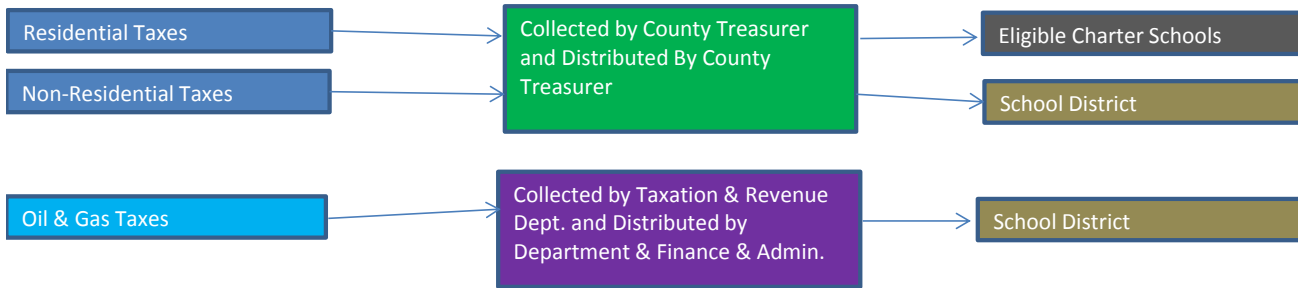 Residential Taxes
Non-Residential Taxes
Collected by County Treasurer
and Distributed By County
Treasurer
Eligible Charter Schools
School District
Oil & Gas Taxes
Collected by Taxation & Revenue
Dept. and Distributed by
Department & Finance & Admin.
School District